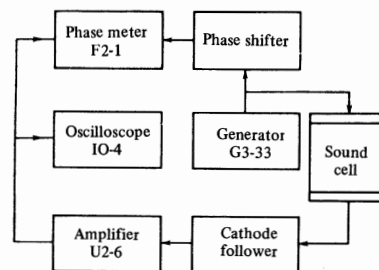 Phase meter
F2-1
Phase shifter
Oscilloscope
IO-4
Generator
G3-33
Sound
cell
Amplifier
U2-6
Cathode
follower